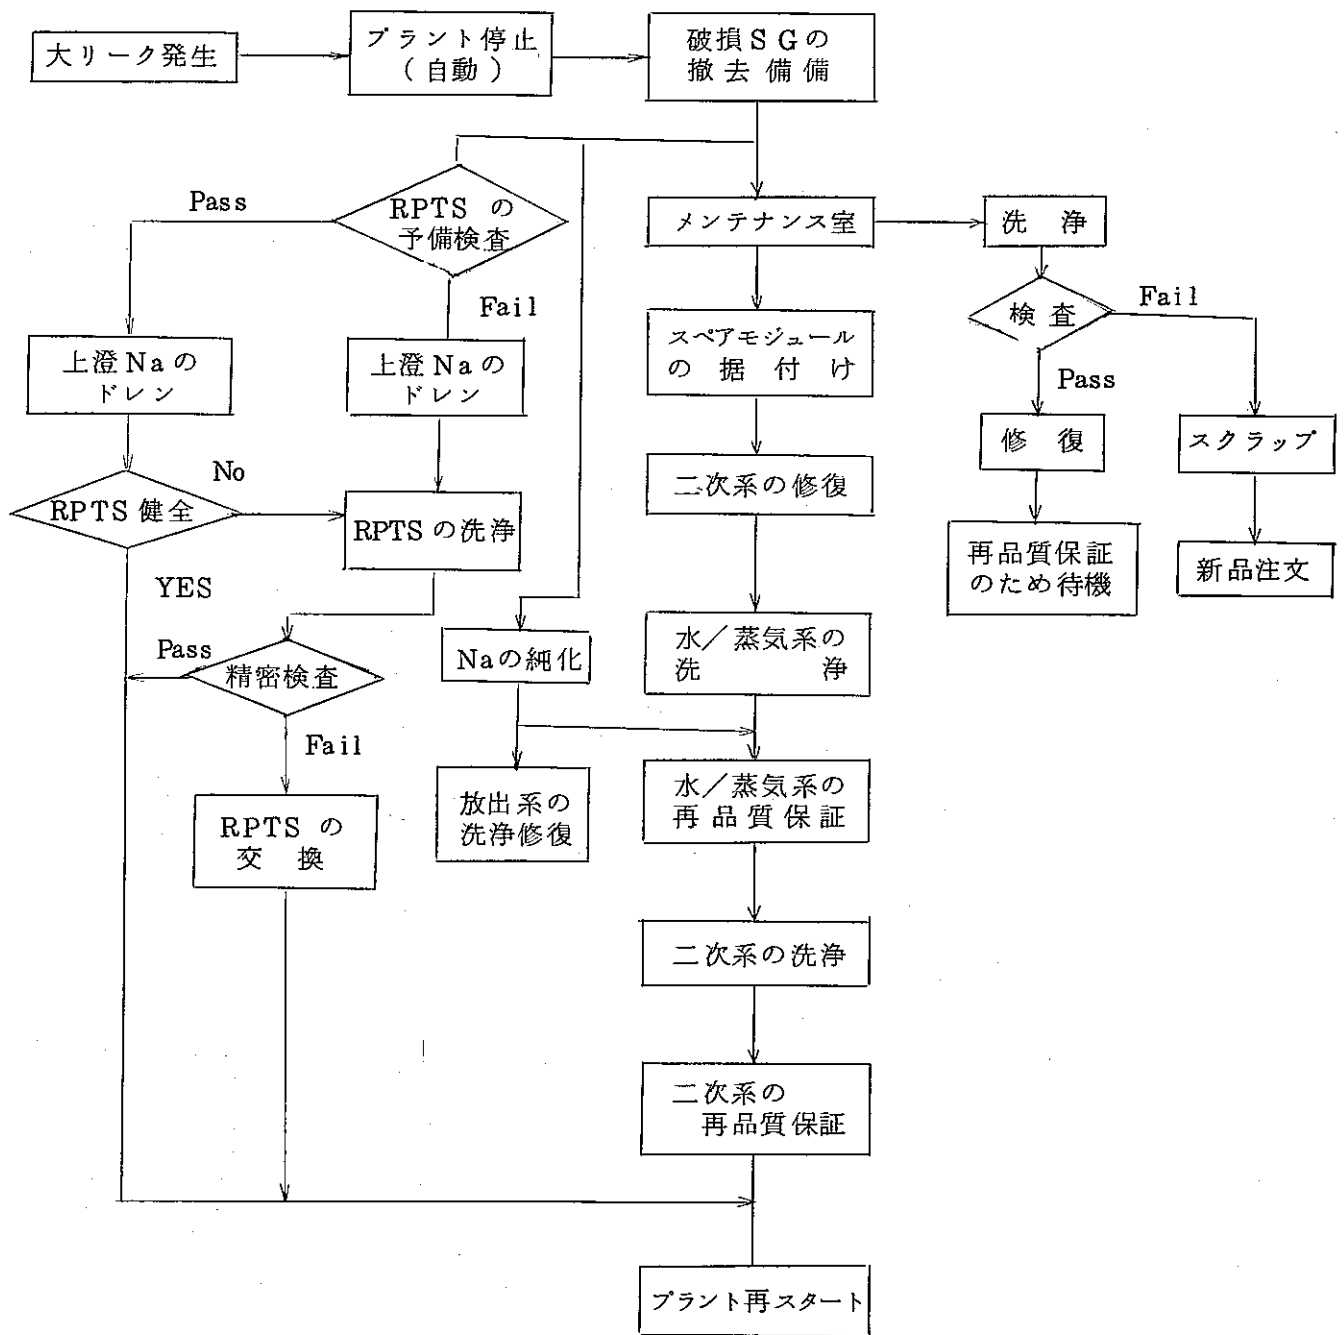 大リーク発生
プラント停止
(自動)
破損SGの
撤去備備
Pass
RPTS の
予備検査
Fail
メンテナンス室
洗 浄
検 査
Fail
Pass
上澄Naの
ドレン
上澄Naの
ドレン
スペアモジュール
の 据 付 け
修 復
スクラップ
No
RPTS 健全
YES
RPTS の洗浄
二次系の修復
再品質保証
のため待機
新品注文
Pass
精密検査
Fail
Naの純化
水/蒸気系の
洗 浄
RPTS の
交 換
放出系の
洗浄修復
水/蒸気系の
再品質保証
二次系の洗浄
二次系の
再品質保証
プラント再スタート